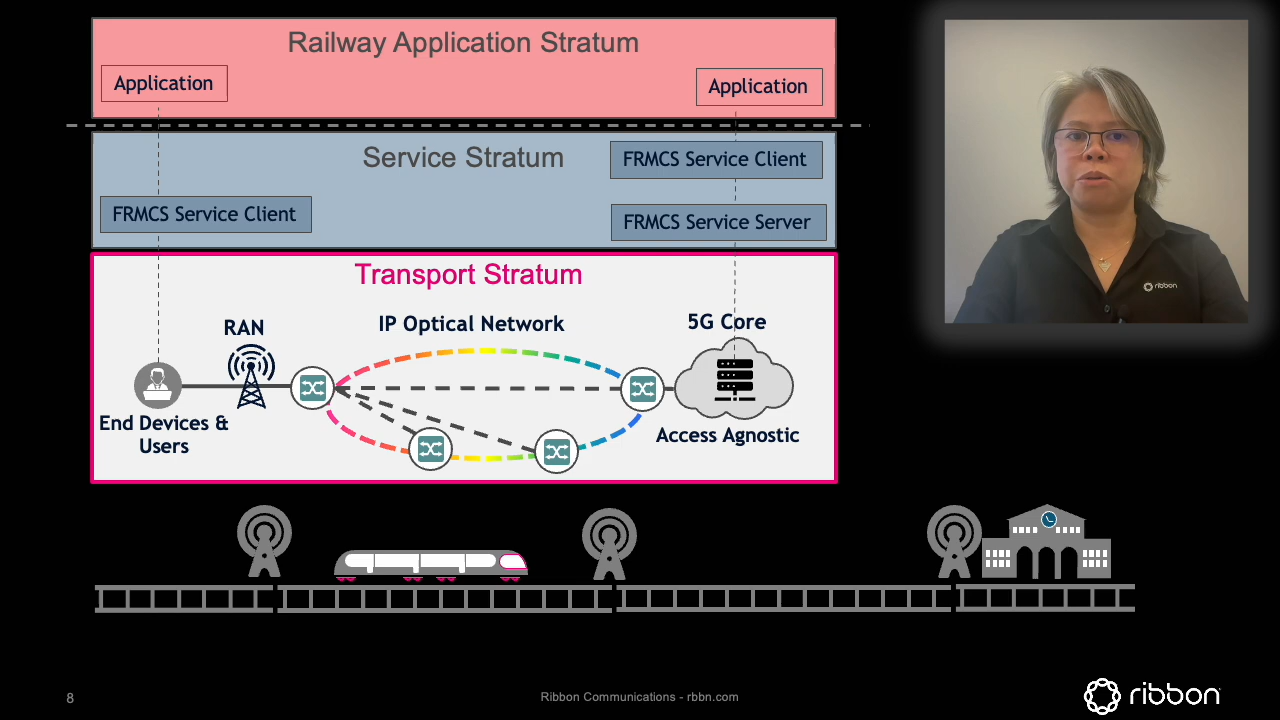 Railway Application Stratum
Application
Application
Service Stratum
FRMCS Service Client
FRMCS Service Client
FRMCS Service Server
Transport Stratum
RAN
IP Optical Network
5G Core
End Devices &
Users
Access Agnostic
ribbon
8
Ribbon Communications - rbbn.com
ribbon